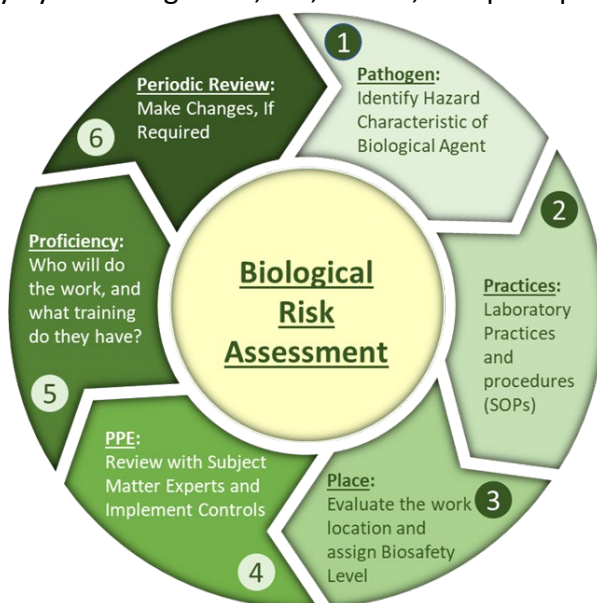 1
Pathogen:
Identify Hazard
Characteristic of
Biological Agent
2
Practices:
Laboratory
Practices
and
procedures
(SOPs)
3
Place:
Evaluate the work
location and
assign Biosafety
Level
4
PPE:
Review with Subject
Matter Experts and
Implement Controls
5
Proficiency:
Who will do
the work, and
what training
do they have?
6
Periodic Review:
Make Changes, If
Required
Biological
Risk
Assessment